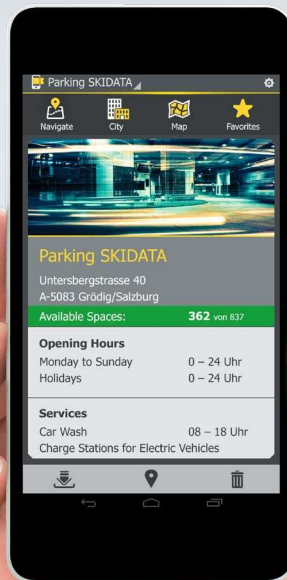 Parking SKIDATA
Navigate City Map Favorites
Parking SKIDATA
Untersbergstrasse 40
A-5083 Grödig/Salzburg
Available Spaces: 362 von 837
Opening Hours
Monday to Sunday 0 – 24 Uhr
Holidays 0 – 24 Uhr
Services
Car Wash 08 – 18 Uhr
Charge Stations for Electric Vehicles